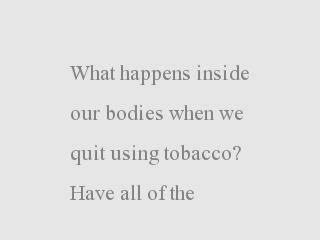 What happens inside
our bodies when we
quit using tobacco?
Have all of the